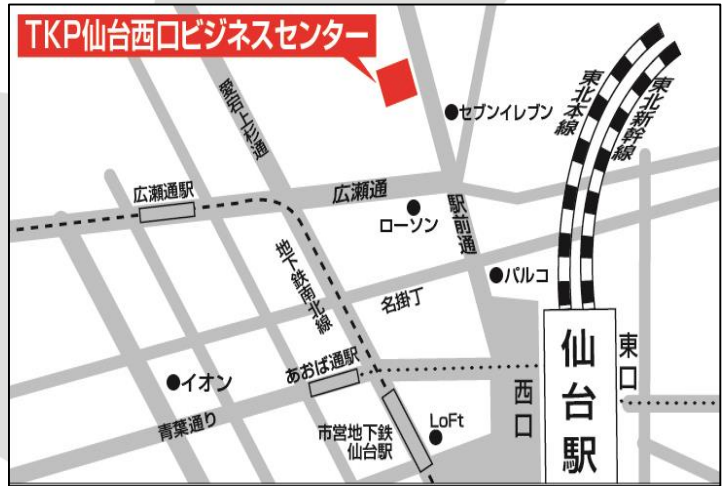 TKP仙台西口ビジネスセンター
愛宕上杉通
セブンイレブン
東北本線
東北新幹線
広瀬通駅
広瀬通
ローソン
駅前通
地下鉄南北線
名掛丁
パルコ
あおば通駅
イオン
青葉通り
市営地下鉄
仙台駅
LoFt
西口
仙台駅
東口